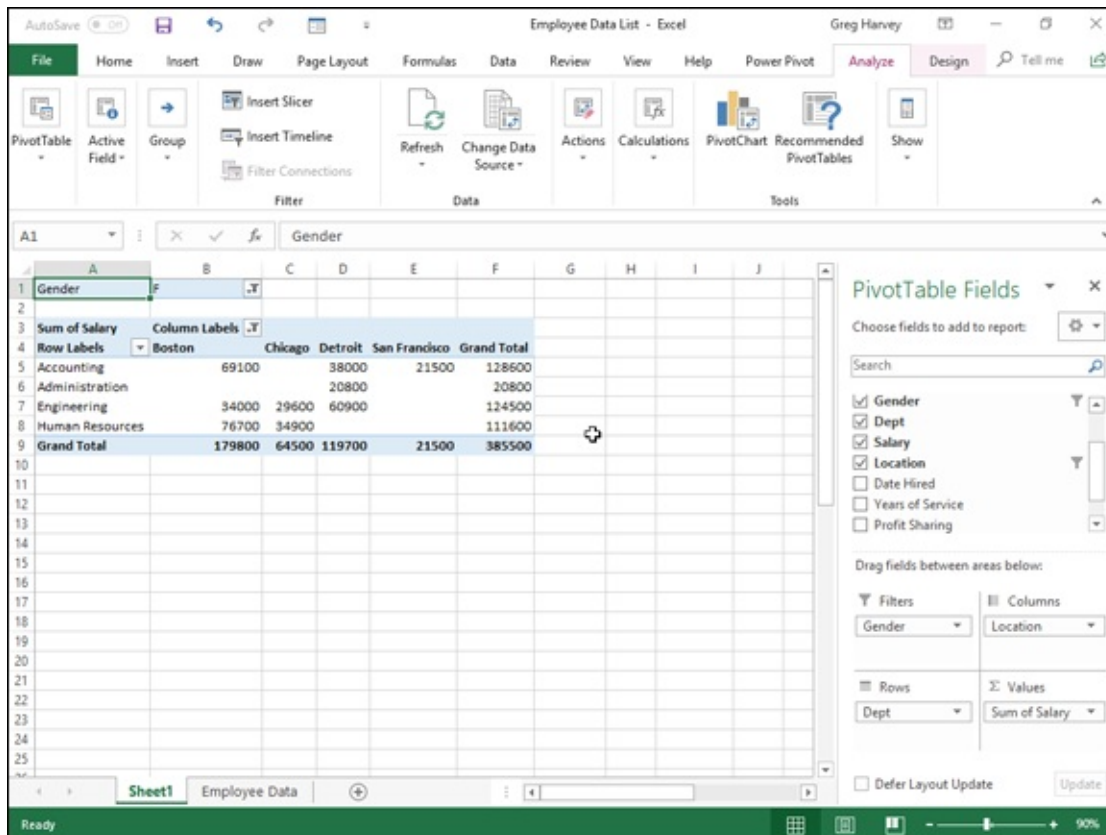 AutoSave Off Employee Data List - Excel Greg Harvey
File Home Insert Draw Page Layout Formulas Data Review View Help Power Pivot Analyze Design Tell me
PivotTable
Active Field
Group
Insert Slicer
Insert Timeline
Filter Connections
Refresh
Change Data Source
Actions
Calculations
PivotChart
Recommended PivotTables
Show
Filter Data Tools
A1 fx Gender
A B C D E F G H I J
1 Gender F
2
3 Sum of Salary Column Labels
4 Row Labels Boston Chicago Detroit San Francisco Grand Total
5 Accounting 69100 38000 21500 128600
6 Administration 20800 20800
7 Engineering 34000 29600 60900 124500
8 Human Resources 76700 34900 111600
9 Grand Total 179800 64500 119700 21500 385500
10
11
12
13
14
15
16
17
18
19
20
21
22
23
24
25
PivotTable Fields
Choose fields to add to report:
Search
Gender
Dept
Salary
Location
Date Hired
Years of Service
Profit Sharing
Drag fields between areas below:
Filters Columns
Gender Location
Rows Σ Values
Dept Sum of Salary
Defer Layout Update Update
Sheet1 Employee Data
Ready 90%